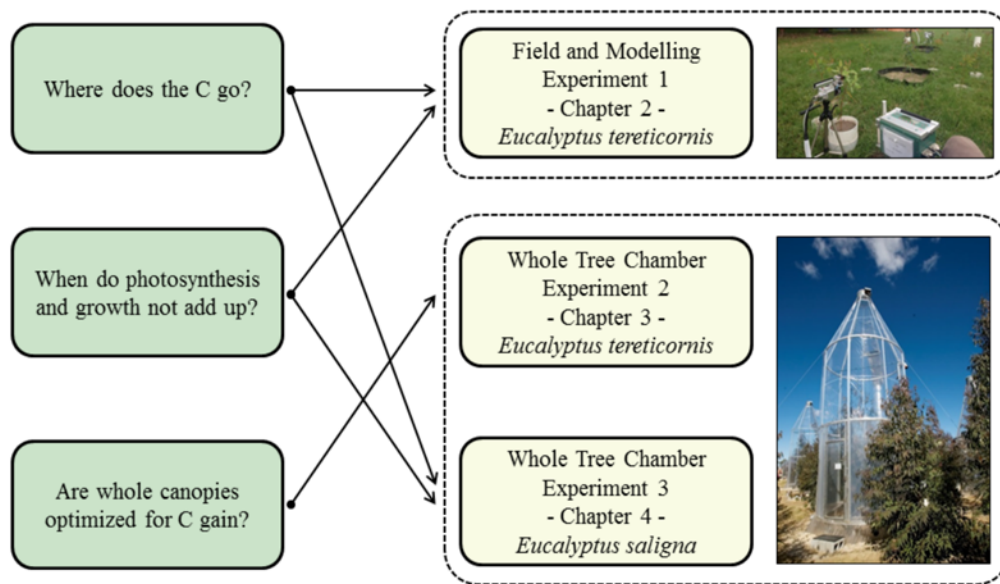 Where does the C go?
When do photosynthesis
and growth not add up?
Are whole canopies
optimized for C gain?
Field and Modelling
Experiment 1
- Chapter 2 -
Eucalyptus tereticornis
Whole Tree Chamber
Experiment 2
- Chapter 3 -
Eucalyptus tereticornis
Whole Tree Chamber
Experiment 3
- Chapter 4 -
Eucalyptus saligna